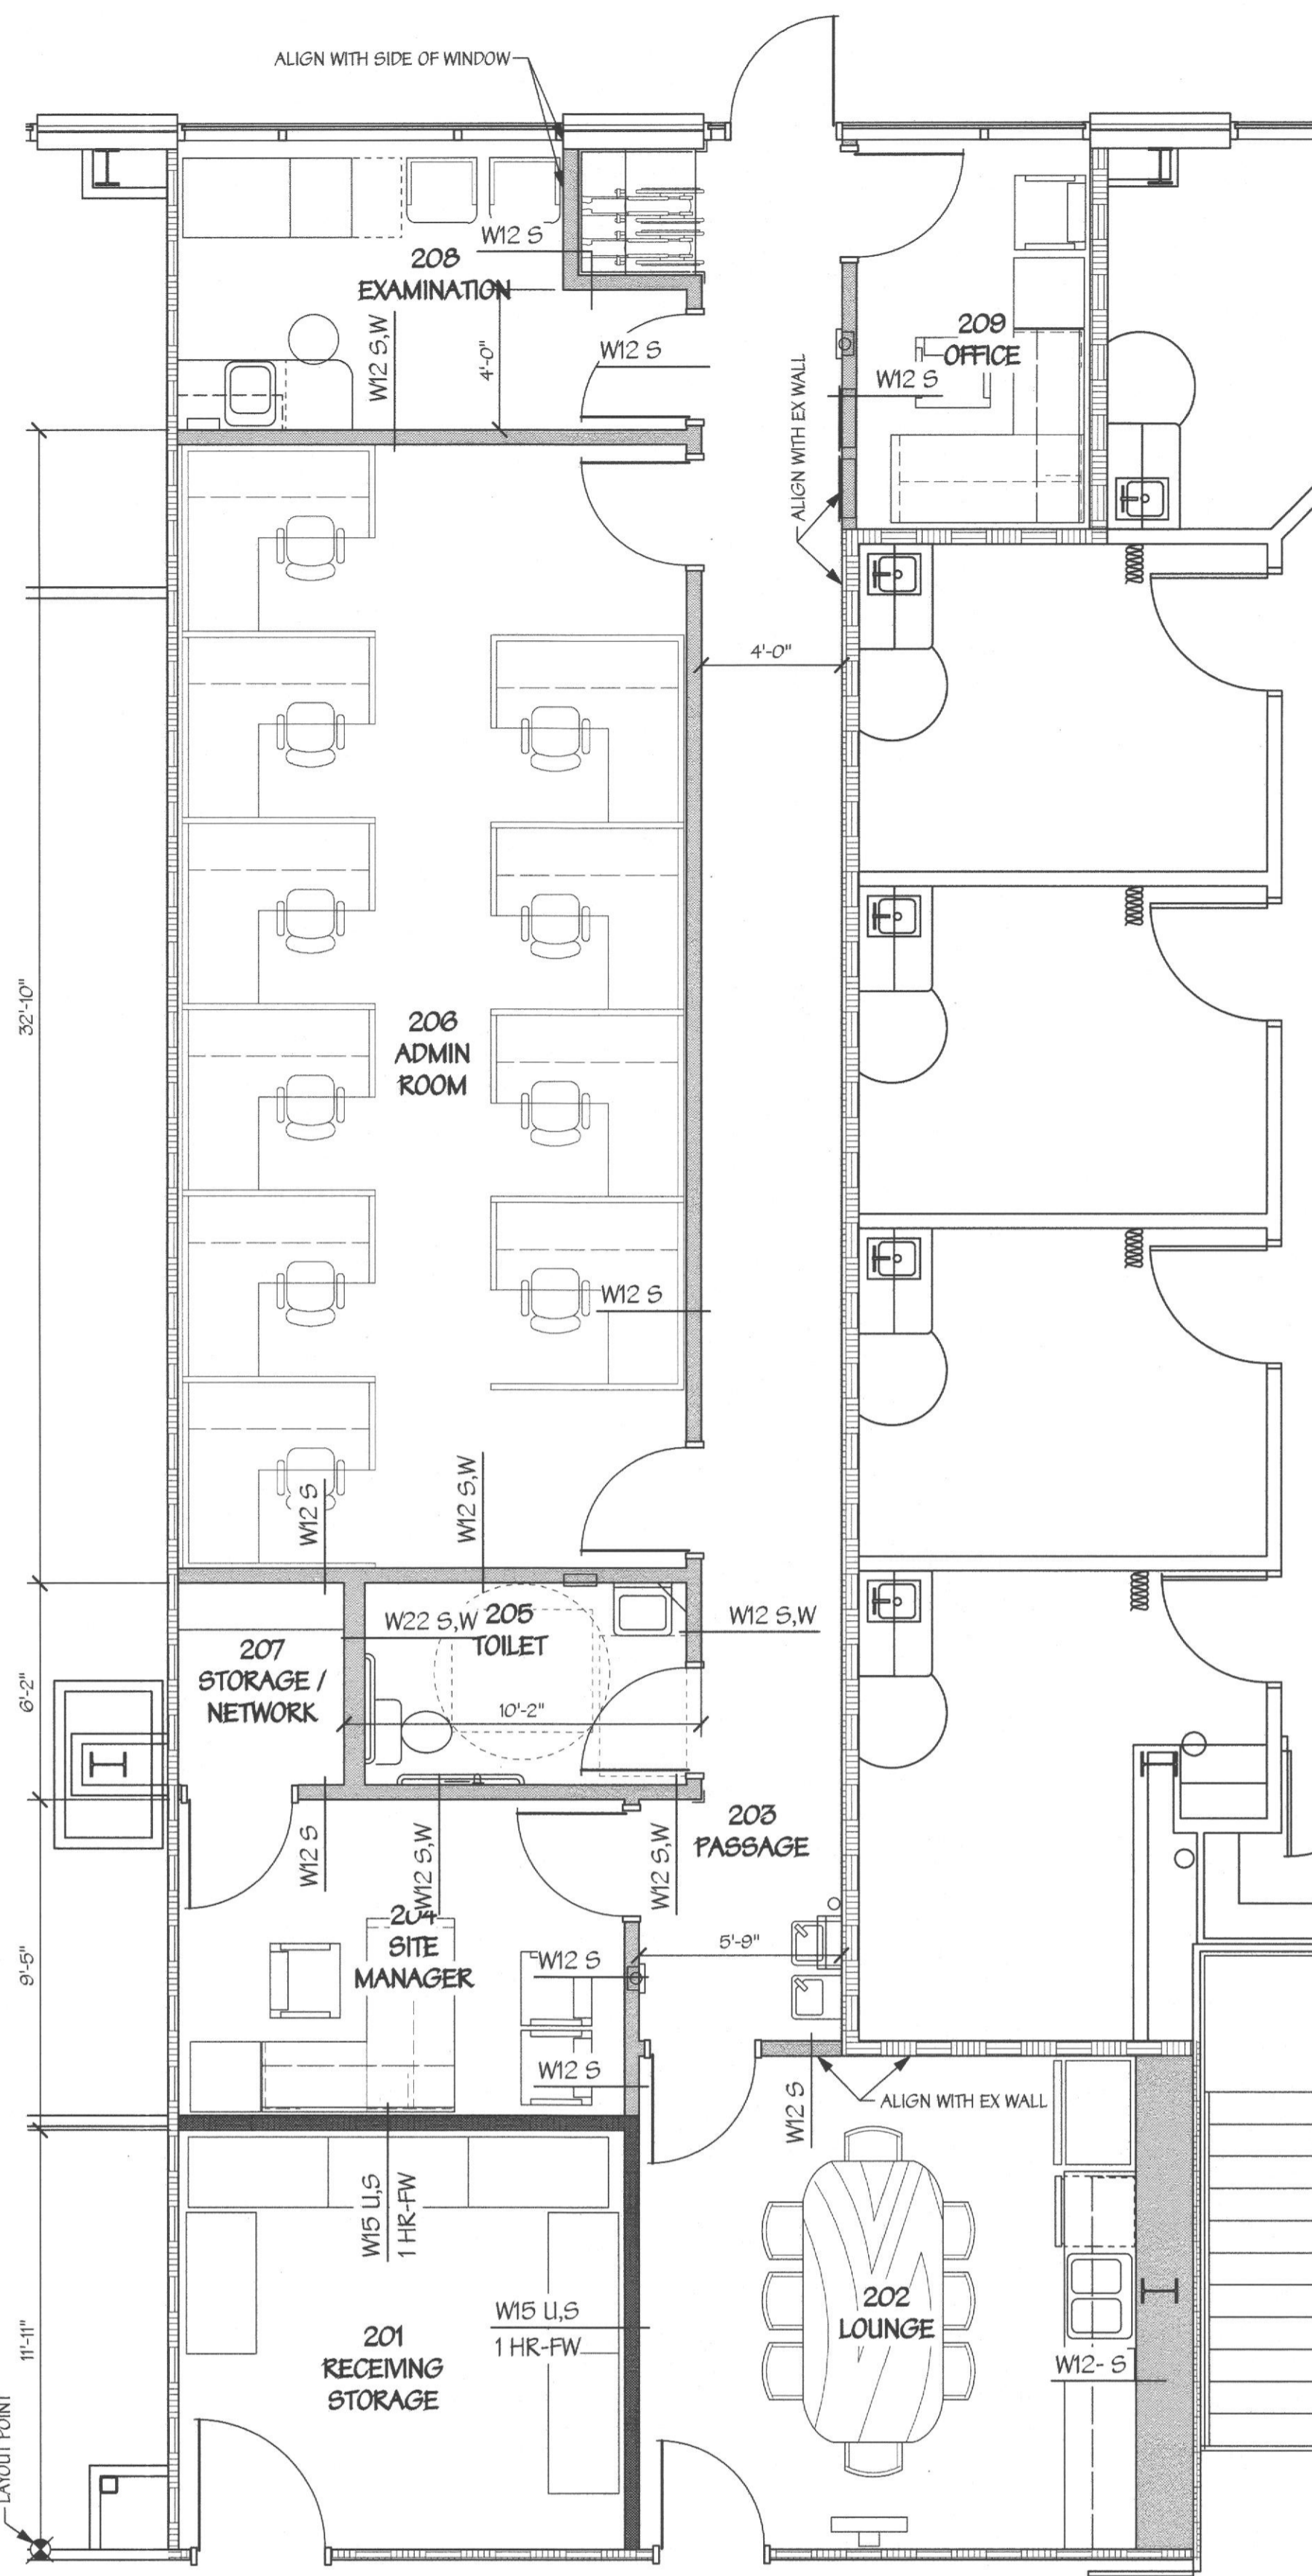 ALIGN WITH SIDE OF WINDOW
W12 S
208
EXAMINATION
W12 S,W
4'-0"
W12 S
209
OFFICE
W12 S
ALIGN WITH EX WALL
4'-0"
32'-10"
206
ADMIN
ROOM
W12 S
W12 S
W12 S,W
W22 S,W
205
TOILET
W12 S,W
207
STORAGE /
NETWORK
6'-2"
10'-2"
203
PASSAGE
W12 S
W12 S,W
W12 S,W
204
SITE
MANAGER
9'-5"
W12 S
5'-9"
W12 S
W12 S
ALIGN WITH EX WALL
W15 U,S
1 HR-FW
W15 U,S
1 HR-FW
202
LOUNGE
W12- S
201
RECEIVING
STORAGE
11'-11"
LAYOUT POINT